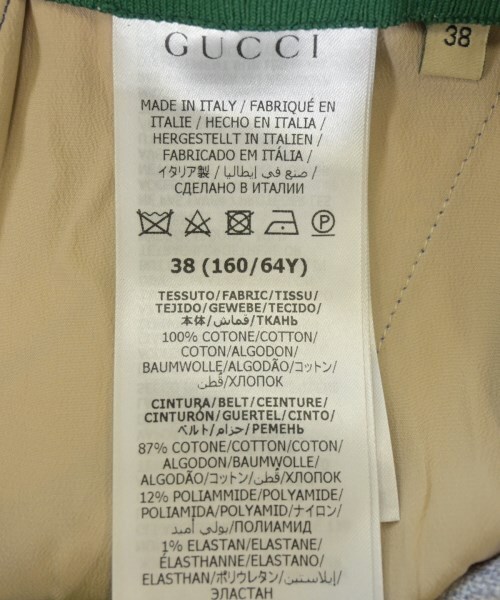 GUCCI
38
MADE IN ITALY / FABRIQUÉ EN
ITALIE / HECHO EN ITALIA /
HERGESTELLT IN ITALIEN /
FABRICADO EM ITÁLIA /
イタリア製 / صنع في إيطاليا /
СДЕЛАНО В ИТАЛИИ
P
38 (160/64Y)
TESSUTO/FABRIC/TISSU/
TEJIDO/GEWEBE/TECIDO/
本体/قماش/ТКАНЬ
100% COTONE/COTTON/
COTON/ALGODON/
BAUMWOLLE/ALGODÃO/コットン/
قُطن/ХЛОПОК
CINTURA/BELT/CEINTURE/
CINTURÓN/GUERTEL/CINTO/
ベルト/حزام/РЕМЕНЬ
87% COTONE/COTTON/COTON/
ALGODON/BAUMWOLLE/
ALGODÃO/コットン/قُطن/ХЛОПОК
12% POLIAMMIDE/POLYAMIDE/
POLIAMIDA/POLYAMID/ナイロン/
بولي أميد/ПОЛИАМИД
1% ELASTAN/ELASTANE/
ÉLASTHANNE/ELASTANO/
ELASTHAN/ポリウレタン/إيلاستين/
ЭЛАСТАН